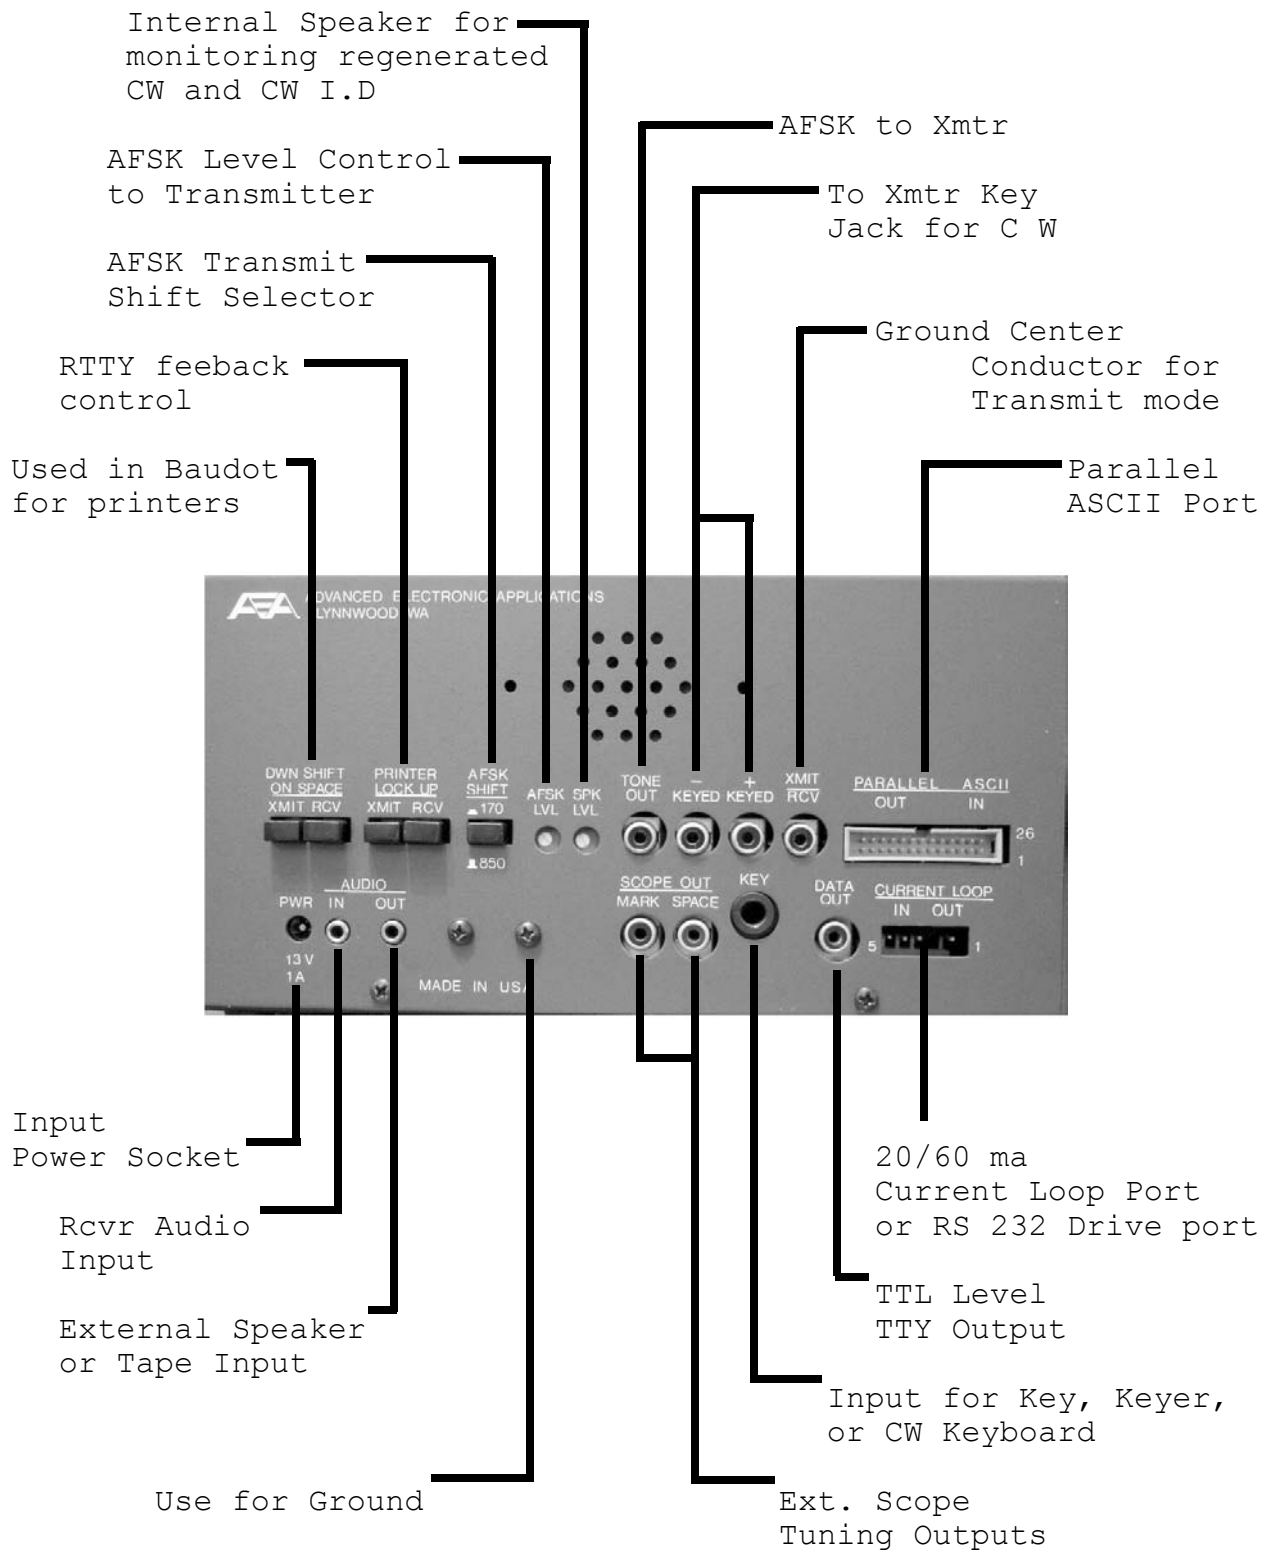 Internal Speaker for
monitoring regenerated
CW and CW I.D
AFSK to Xmtr
AFSK Level Control
to Transmitter
To Xmtr Key
Jack for C W
AFSK Transmit
Shift Selector
Ground Center
Conductor for
Transmit mode
RTTY feeback
control
Used in Baudot
for printers
Parallel
ASCII Port
AEA
ADVANCED ELECTRONIC APPLICATIONS
LYNNWOOD WA
DWN SHIFT
ON SPACE
XMIT RCV
PRINTER
LOCK UP
XMIT RCV
AFSK
SHIFT
170
850
AFSK
LVL
SPK
LVL
TONE
OUT
-
KEYED
+
KEYED
XMIT
RCV
PARALLEL ASCII
OUT IN
26
1
AUDIO
PWR IN OUT
13 V
1 A
MADE IN USA
SCOPE OUT
MARK SPACE
KEY
DATA
OUT
CURRENT LOOP
IN OUT
5 1
Input
Power Socket
20/60 ma
Current Loop Port
or RS 232 Drive port
Rcvr Audio
Input
TTL Level
TTY Output
External Speaker
or Tape Input
Input for Key, Keyer,
or CW Keyboard
Use for Ground
Ext. Scope
Tuning Outputs